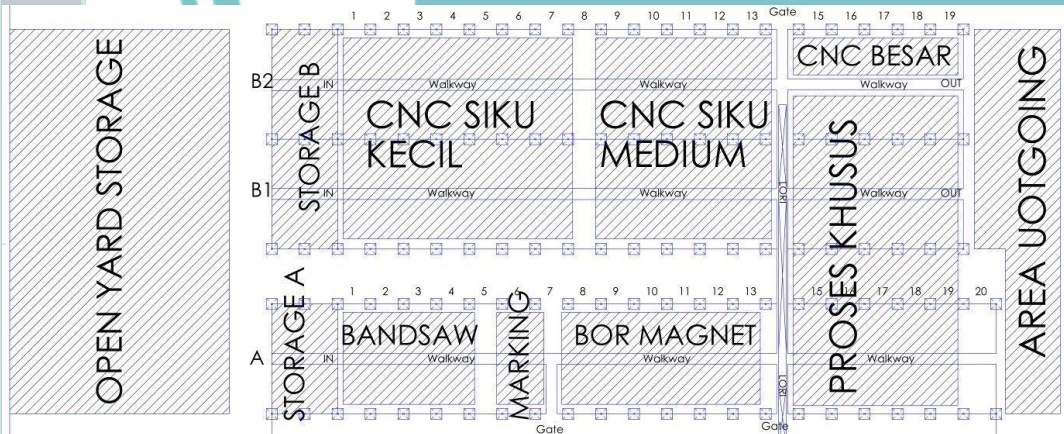 Gate
1 2 3 4 5 6 7 8 9 10 11 12 13 15 16 17 18 19
OPEN YARD STORAGE
STORAGE B
CNC BESAR
B2
IN
Walkway
Walkway
Walkway
OUT
CNC SIKU
KECIL
CNC SIKU
MEDIUM
PROSES KHUSUS
AREA UOTGOING
B1
IN
Walkway
Walkway
LORI
Walkway
OUT
STORAGE A
1 2 3 4 5 6 7 8 9 10 11 12 13 15 16 17 18 19 20
BANDSAW
MARKING
BOR MAGNET
A
IN
Walkway
Walkway
Walkway
LORI
Gate
Gate